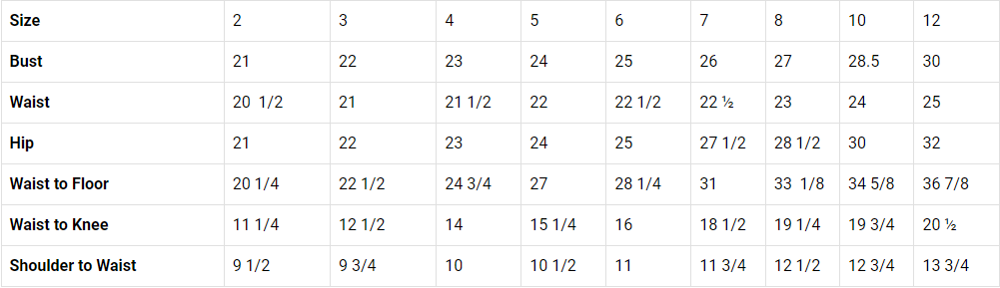 Size 2 3 4 5 6 7 8 10 12
Bust 21 22 23 24 25 26 27 28.5 30
Waist 20  1/2 21 21 1/2 22 22 1/2 22 ½ 23 24 25
Hip 21 22 23 24 25 27 1/2 28 1/2 30 32
Waist to Floor 20 1/4 22 1/2 24 3/4 27 28 1/4 31 33  1/8 34 5/8 36 7/8
Waist to Knee 11 1/4 12 1/2 14 15 1/4 16 18 1/2 19 1/4 19 3/4 20 ½
Shoulder to Waist 9 1/2 9 3/4 10 10 1/2 11 11 3/4 12 1/2 12 3/4 13 3/4